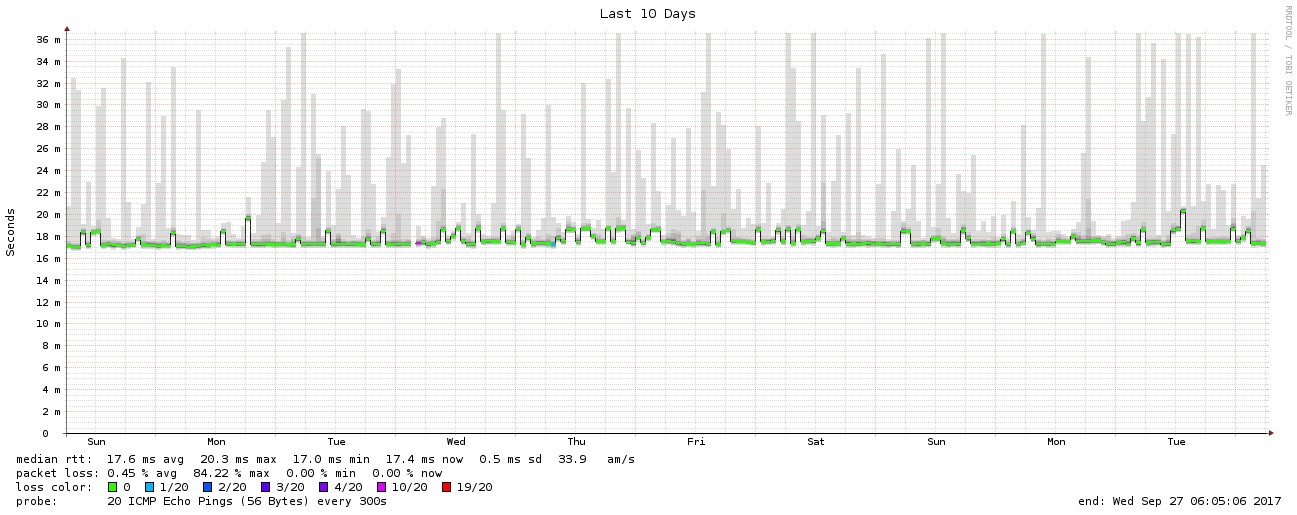 Last 10 Days
RRDTOOL / TOBI OETIKER
Seconds
36 m
34 m
32 m
30 m
28 m
26 m
24 m
22 m
20 m
18 m
16 m
14 m
12 m
10 m
8 m
6 m
4 m
2 m
0
Sun Mon Tue Wed Thu Fri Sat Sun Mon Tue
median rtt: 17.6 ms avg 20.3 ms max 17.0 ms min 17.4 ms now 0.5 ms sd 33.9 am/s
packet loss: 0.45 % avg 84.22 % max 0.00 % min 0.00 % now
loss color: 0 1/20 2/20 3/20 4/20 10/20 19/20
probe: 20 ICMP Echo Pings (56 Bytes) every 300s end: Wed Sep 27 06:05:06 2017